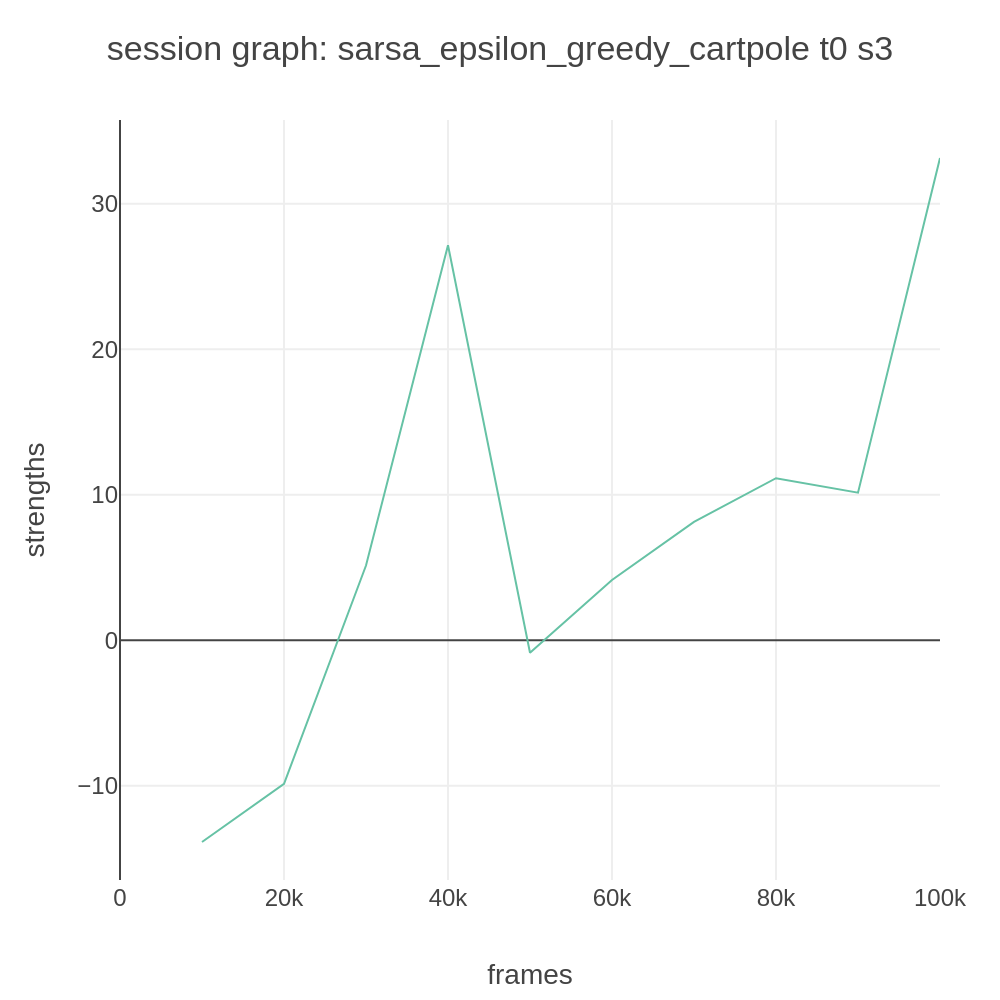 session graph: sarsa_epsilon_greedy_cartpole t0 s3
30
20
10
0
−10
strengths
0 20k 40k 60k 80k 100k
frames